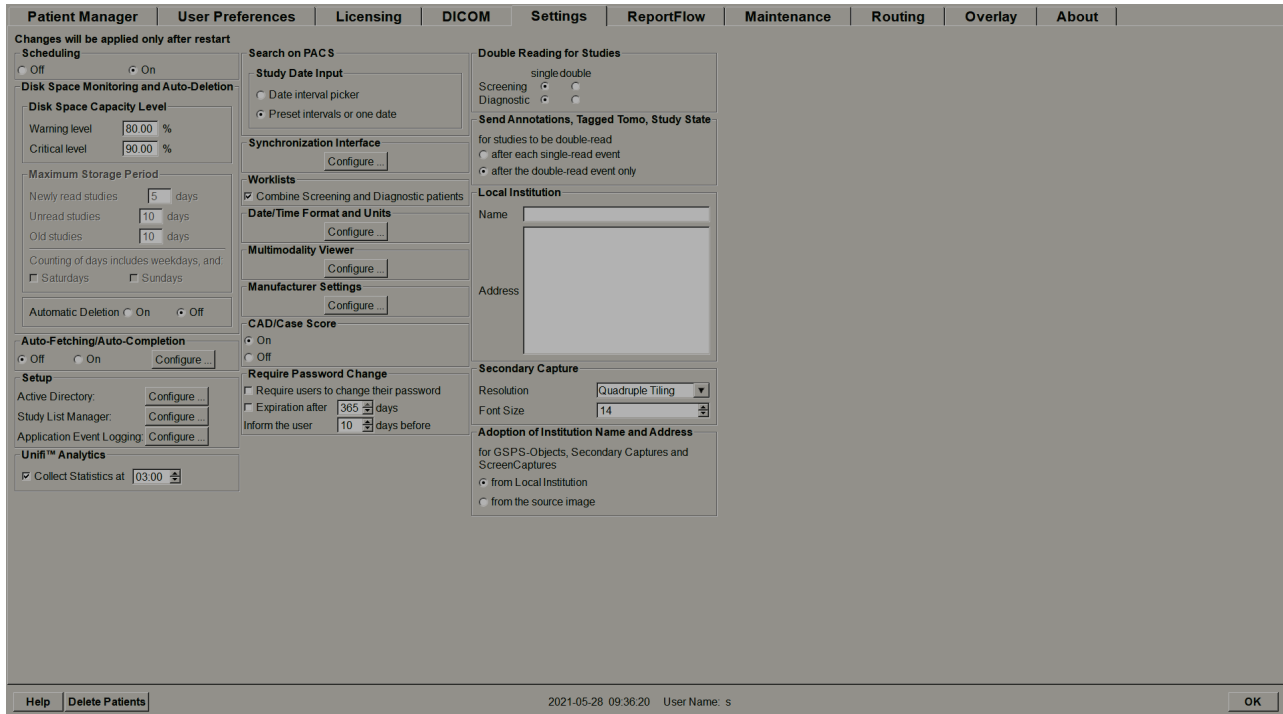 Patient Manager User Preferences Licensing DICOM Settings ReportFlow Maintenance Routing Overlay About
Changes will be applied only after restart
Scheduling
Off On
Disk Space Monitoring and Auto-Deletion
Disk Space Capacity Level
Warning level 80.00 %
Critical level 90.00 %
Maximum Storage Period
Newly read studies 5 days
Unread studies 10 days
Old studies 10 days
Counting of days includes weekdays, and:
Saturdays Sundays
Automatic Deletion On Off
Auto-Fetching/Auto-Completion
Off On Configure ...
Setup
Active Directory: Configure ...
Study List Manager: Configure ...
Application Event Logging: Configure ...
Unifi™ Analytics
Collect Statistics at 03:00
Search on PACS
Study Date Input
Date interval picker
Preset intervals or one date
Synchronization Interface
Configure ...
Worklists
Combine Screening and Diagnostic patients
Date/Time Format and Units
Configure ...
Multimodality Viewer
Configure ...
Manufacturer Settings
Configure ...
CAD/Case Score
On
Off
Require Password Change
Require users to change their password
Expiration after 365 days
Inform the user 10 days before
Double Reading for Studies
single double
Screening
Diagnostic
Send Annotations, Tagged Tomo, Study State
for studies to be double-read
after each single-read event
after the double-read event only
Local Institution
Name
Address
Secondary Capture
Resolution Quadruple Tiling
Font Size 14
Adoption of Institution Name and Address
for GSPS-Objects, Secondary Captures and
ScreenCaptures
from Local Institution
from the source image
Help Delete Patients 2021-05-28 09:36:20 User Name: s OK